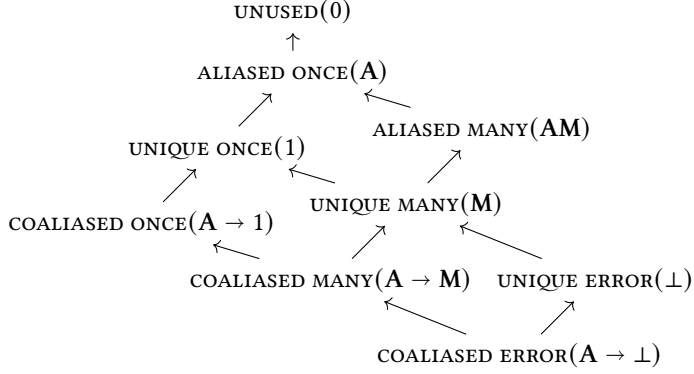 UNUSED(0)
ALIASED ONCE(A)
ALIASED MANY(AM)
UNIQUE ONCE(1)
UNIQUE MANY(M)
COALIASED ONCE(A → 1)
COALIASED MANY(A → M)
UNIQUE ERROR(⊥)
COALIASED ERROR(A → ⊥)